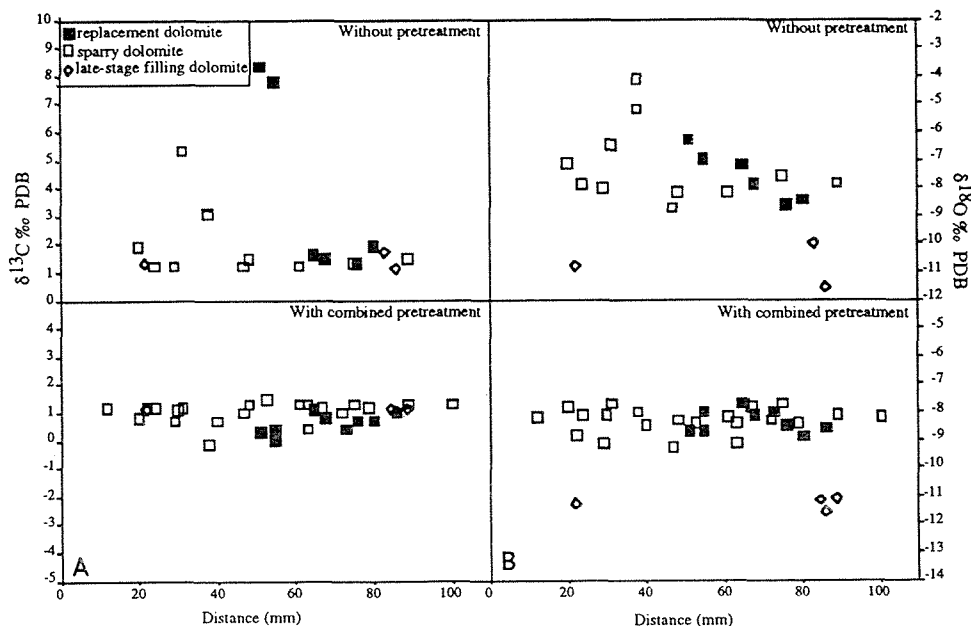 replacement dolomite
sparry dolomite
late-stage filling dolomite
Without pretreatment
Without pretreatment
10
9
8
7
6
5
4
3
2
1
0
δ13C‰ PDB
-2
-3
-4
-5
-6
-7
-8
-9
-10
-11
-12
δ18O‰ PDB
With combined pretreatment
With combined pretreatment
4
3
2
1
0
-1
-2
-3
-4
-5
-5
-6
-7
-8
-9
-10
-11
-12
-13
-14
A
B
0 20 40 60 80 100
20 40 60 80 100
Distance (mm)
Distance (mm)